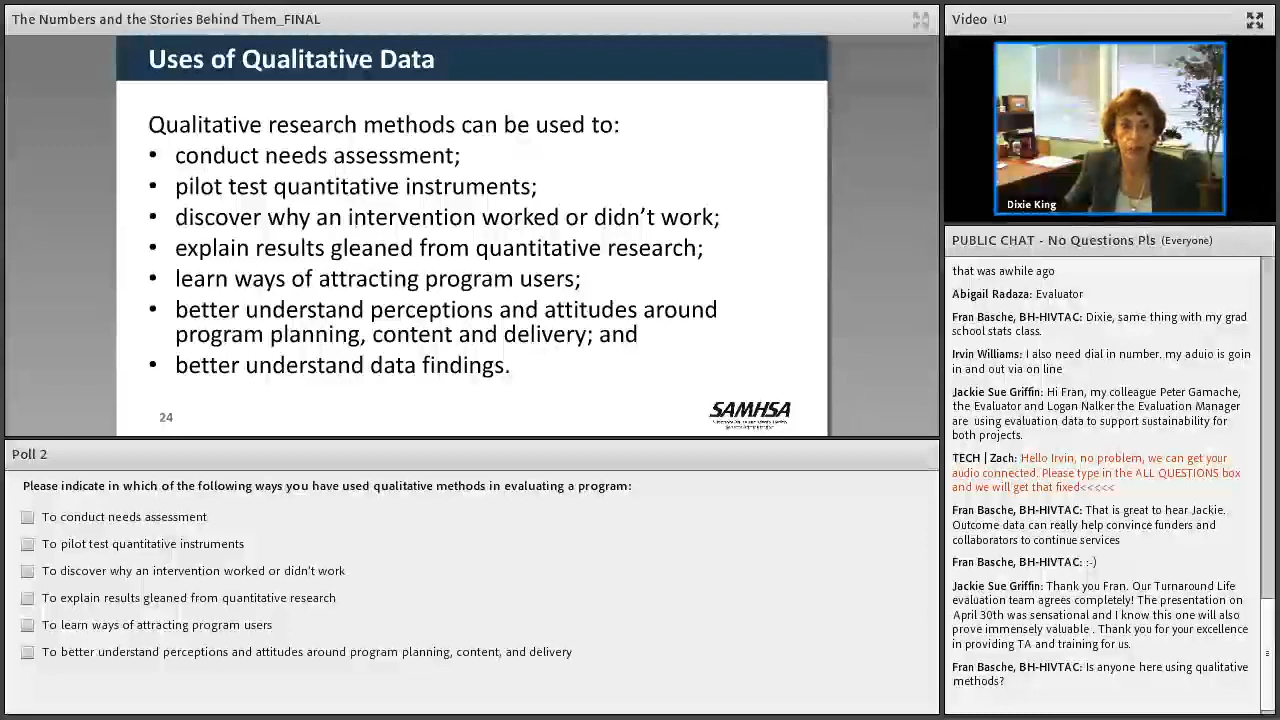 The Numbers and the Stories Behind Them_FINAL
Uses of Qualitative Data
Qualitative research methods can be used to:
• conduct needs assessment;
• pilot test quantitative instruments;
• discover why an intervention worked or didn't work;
• explain results gleaned from quantitative research;
• learn ways of attracting program users;
• better understand perceptions and attitudes around
program planning, content and delivery; and
• better understand data findings.
24
SAMHSA
Poll 2
Please indicate in which of the following ways you have used qualitative methods in evaluating a program:
To conduct needs assessment
To pilot test quantitative instruments
To discover why an intervention worked or didn't work
To explain results gleaned from quantitative research
To learn ways of attracting program users
To better understand perceptions and attitudes around program planning, content, and delivery
Video (1)
Dixie King
PUBLIC CHAT - No Questions Pls (Everyone)
that was awhile ago
Abigail Radaza: Evaluator
Fran Basche, BH-HIVTAC: Dixie, same thing with my grad
school stats class.
Irvin Williams: I also need dial in number. my aduio is goin
in and out via on line
Jackie Sue Griffin: Hi Fran, my colleague Peter Gamache,
the Evaluator and Logan Nalker the Evaluation Manager
are using evaluation data to support sustainability for
both projects.
TECH | Zach: Hello Irvin, no problem, we can get your
audio connected. Please type in the ALL QUESTIONS box
and we will get that fixed<<<<<
Fran Basche, BH-HIVTAC: That is great to hear Jackie.
Outcome data can really help convince funders and
collaborators to continue services
Fran Basche, BH-HIVTAC: :-)
Jackie Sue Griffin: Thank you Fran. Our Turnaround Life
evaluation team agrees completely! The presentation on
April 30th was sensational and I know this one will also
prove immensely valuable . Thank you for your excellence
in providing TA and training for us.
Fran Basche, BH-HIVTAC: Is anyone here using qualitative
methods?